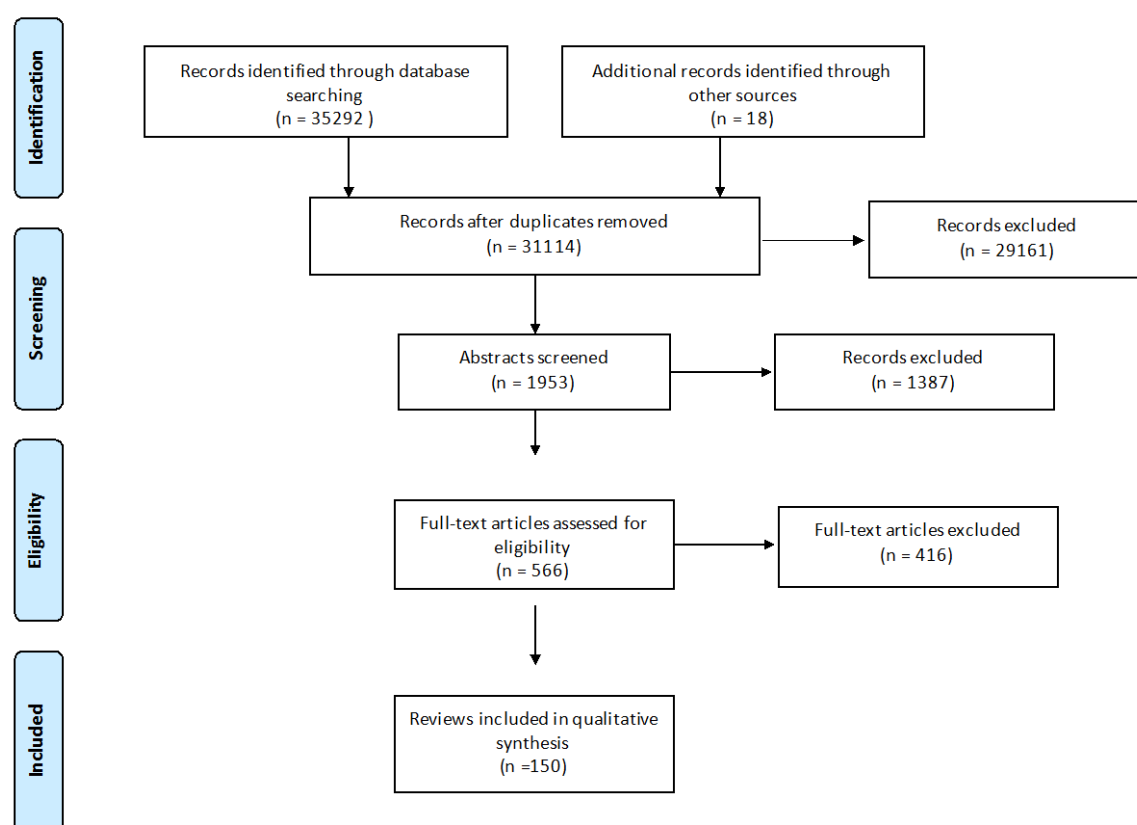 Identification
Records identified through database
searching
(n = 35292 )
Additional records identified through
other sources
(n = 18)
Records after duplicates removed
(n = 31114)
Records excluded
(n = 29161)
Screening
Abstracts screened
(n = 1953)
Records excluded
(n = 1387)
Eligibility
Full-text articles assessed for
eligibility
(n = 566)
Full-text articles excluded
(n = 416)
Included
Reviews included in qualitative
synthesis
(n =150)